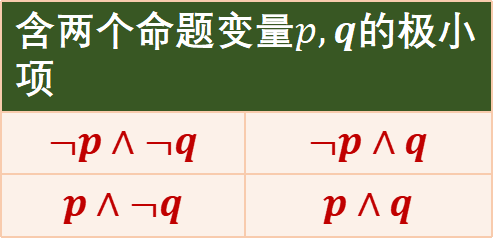 含两个命题变量p,q的极小
项
¬p ∧ ¬q ¬p ∧ q
p ∧ ¬q p ∧ q